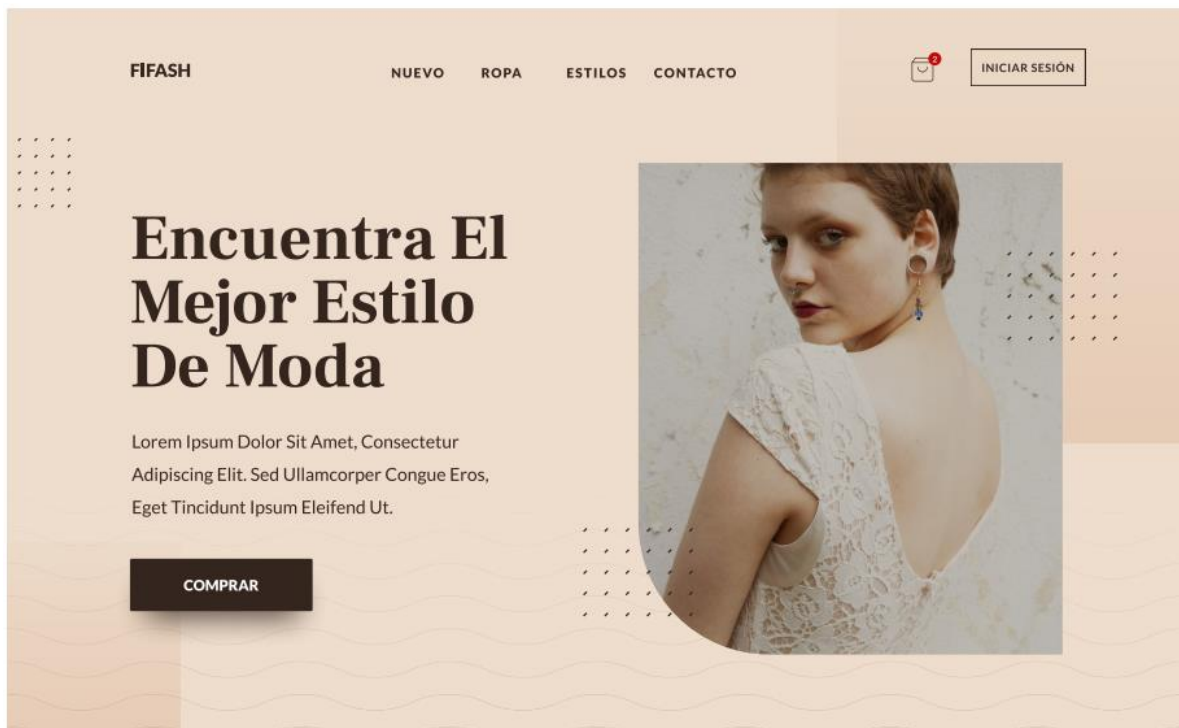 FIFASH
NUEVO ROPA ESTILOS CONTACTO
2
INICIAR SESIÓN
Encuentra El
Mejor Estilo
De Moda
Lorem Ipsum Dolor Sit Amet, Consectetur
Adipiscing Elit. Sed Ullamcorper Congue Eros,
Eget Tincidunt Ipsum Eleifend Ut.
COMPRAR